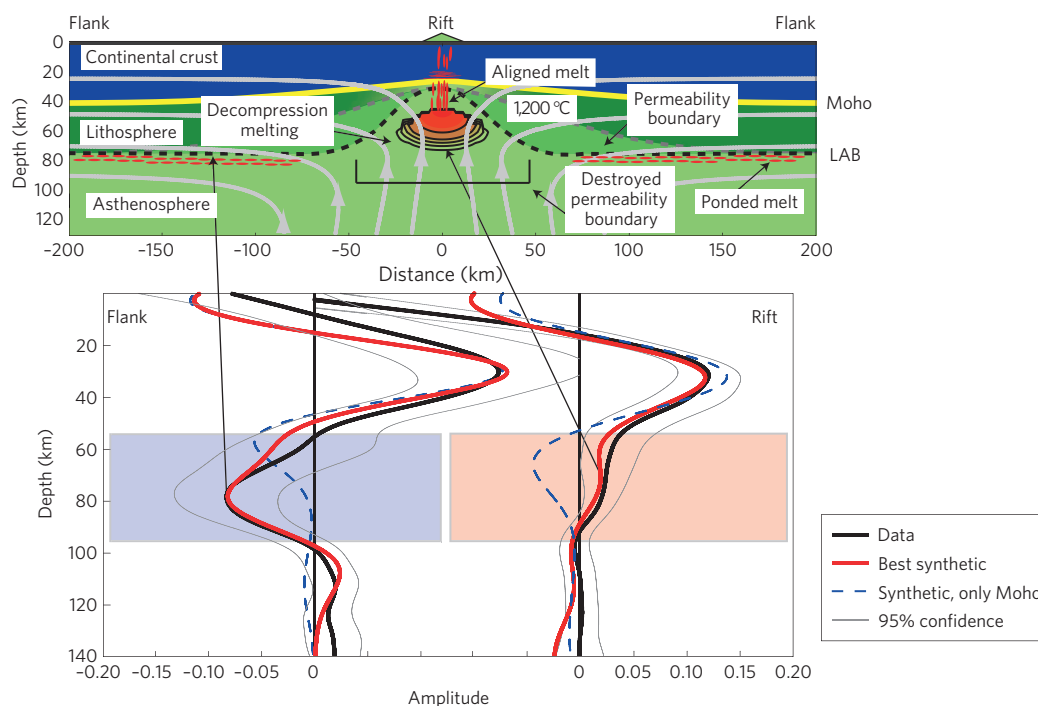 Flank
Rift
Flank
0
20
40
60
80
100
120
Depth (km)
Continental crust
Aligned melt
Decompression
melting
1,200 °C
Permeability
boundary
Moho
Lithosphere
LAB
Asthenosphere
Destroyed
permeability
boundary
Ponded melt
−200 −150 −100 −50 0 50 100 150 200
Distance (km)
Flank
Rift
20
40
60
80
100
120
140
Depth (km)
−0.20 −0.15 −0.10 −0.05 0 0 0.05 0.10 0.15 0.20
Amplitude
Data
Best synthetic
Synthetic, only Moho
95% confidence